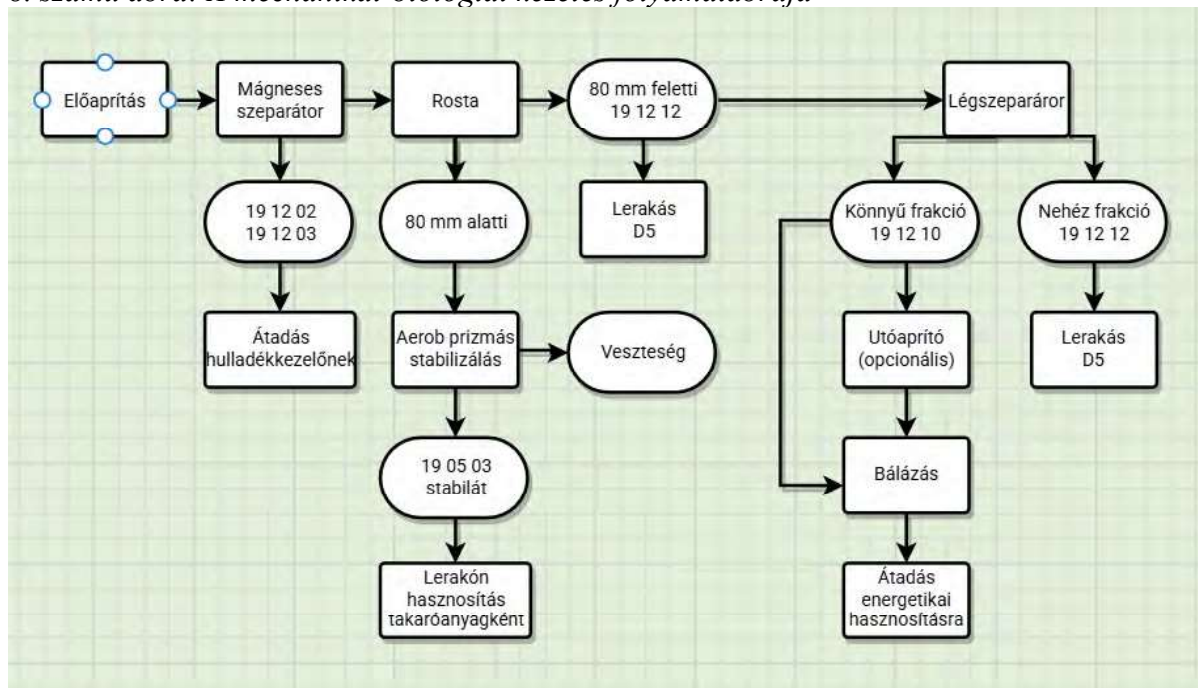 Előaprítás
Mágneses
szeparátor
Rosta
80 mm feletti
19 12 12
Légszeparáror
19 12 02
19 12 03
80 mm alatti
Lerakás
D5
Könnyű frakció
19 12 10
Nehéz frakció
19 12 12
Átadás
hulladékkezelőnek
Aerob prizmás
stabilizálás
Veszteség
Utóaprító
(opcionális)
Lerakás
D5
19 05 03
stabilát
Bálázás
Lerakón
hasznosítás
takaróanyagként
Átadás
energetikai
hasznosításra